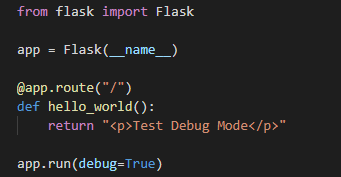 from flask import Flask
app = Flask(__name__)
@app.route("/")
def hello_world():
    return "<p>Test Debug Mode</p>"
app.run(debug=True)